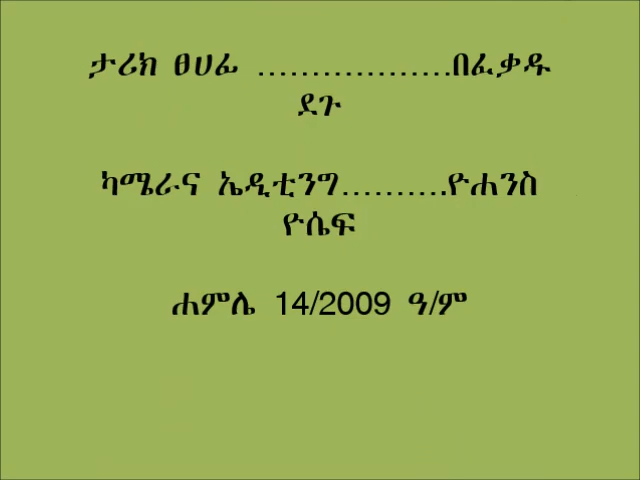 ታሪክ ፀሀፊ ..................በፈቃዱ
ደጉ
ካሜራና ኤዲቲንግ..........ዮሐንስ
ዮሴፍ
ሐምሌ 14/2009 ዓ/ም